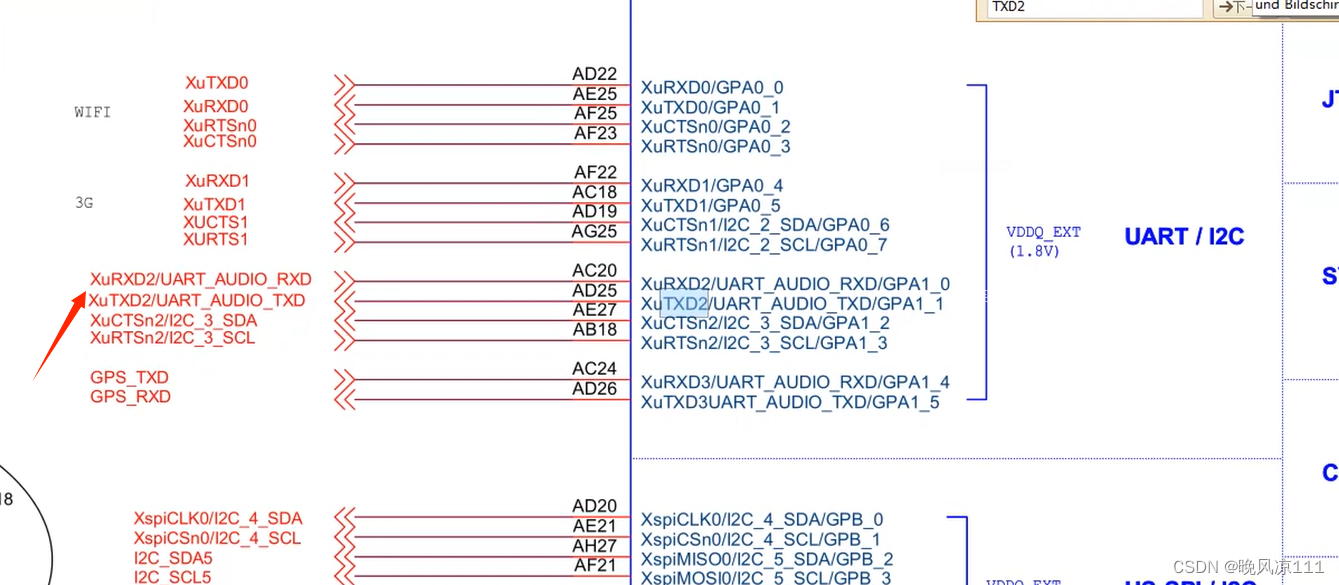 TXD2
und Bildschir
WIFI
XuTXD0
XuRXD0
XuRTSn0
XuCTSn0
AD22
AE25
AF25
AF23
XuRXD0/GPA0_0
XuTXD0/GPA0_1
XuCTSn0/GPA0_2
XuRTSn0/GPA0_3
3G
XuRXD1
XuTXD1
XUCTS1
XURTS1
AF22
AC18
AD19
AG25
XuRXD1/GPA0_4
XuTXD1/GPA0_5
XuCTSn1/I2C_2_SDA/GPA0_6
XuRTSn1/I2C_2_SCL/GPA0_7
XuRXD2/UART_AUDIO_RXD
XuTXD2/UART_AUDIO_TXD
XuCTSn2/I2C_3_SDA
XuRTSn2/I2C_3_SCL
AC20
AD25
AE27
AB18
XuRXD2/UART_AUDIO_RXD/GPA1_0
XuTXD2/UART_AUDIO_TXD/GPA1_1
XuCTSn2/I2C_3_SDA/GPA1_2
XuRTSn2/I2C_3_SCL/GPA1_3
GPS_TXD
GPS_RXD
AC24
AD26
XuRXD3/UART_AUDIO_RXD/GPA1_4
XuTXD3UART_AUDIO_TXD/GPA1_5
VDDQ_EXT
(1.8V)
UART / I2C
JT
S
C
18
XspiCLK0/I2C_4_SDA
XspiCSn0/I2C_4_SCL
I2C_SDA5
I2C_SCL5
AD20
AE21
AH27
AF21
XspiCLK0/I2C_4_SDA/GPB_0
XspiCSn0/I2C_4_SCL/GPB_1
XspiMISO0/I2C_5_SDA/GPB_2
XspiMOSI0/I2C_5_SCL/GPB_3
VDDQ_EXT
HS SPI / I2C
CSDN @晚风凉111